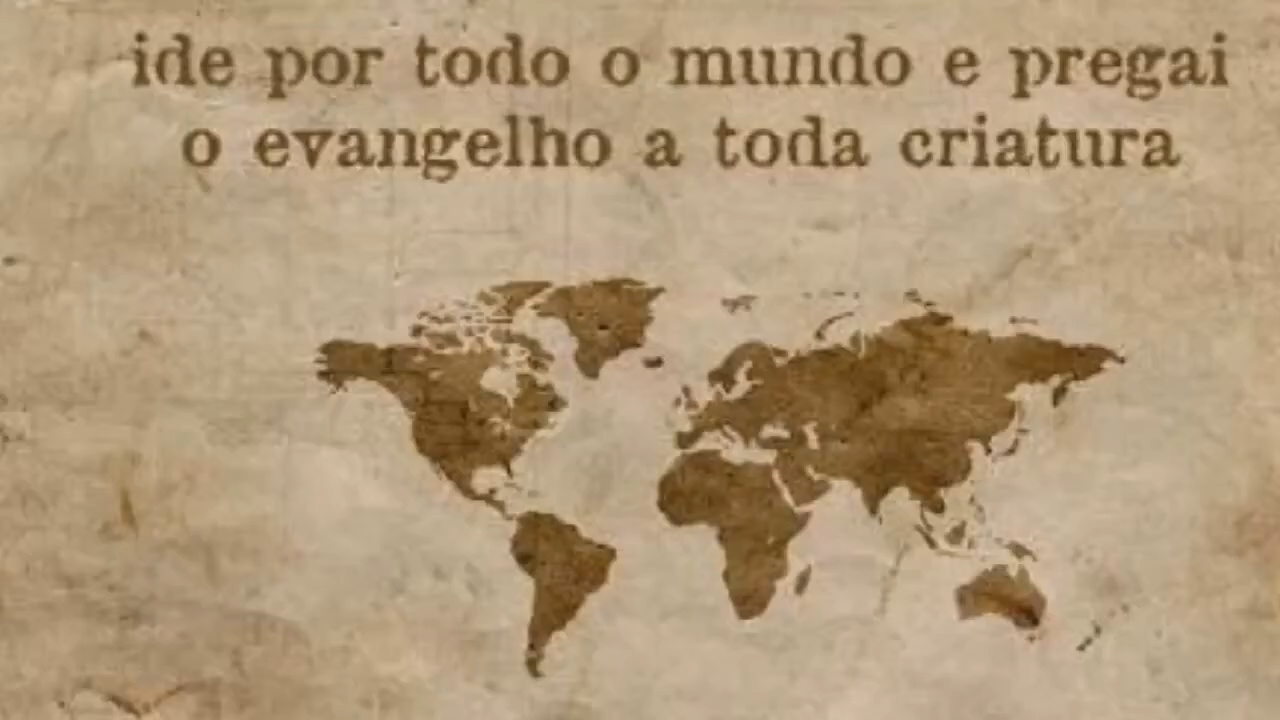 ide por todo o mundo e pregai
o evangelho a toda criatura